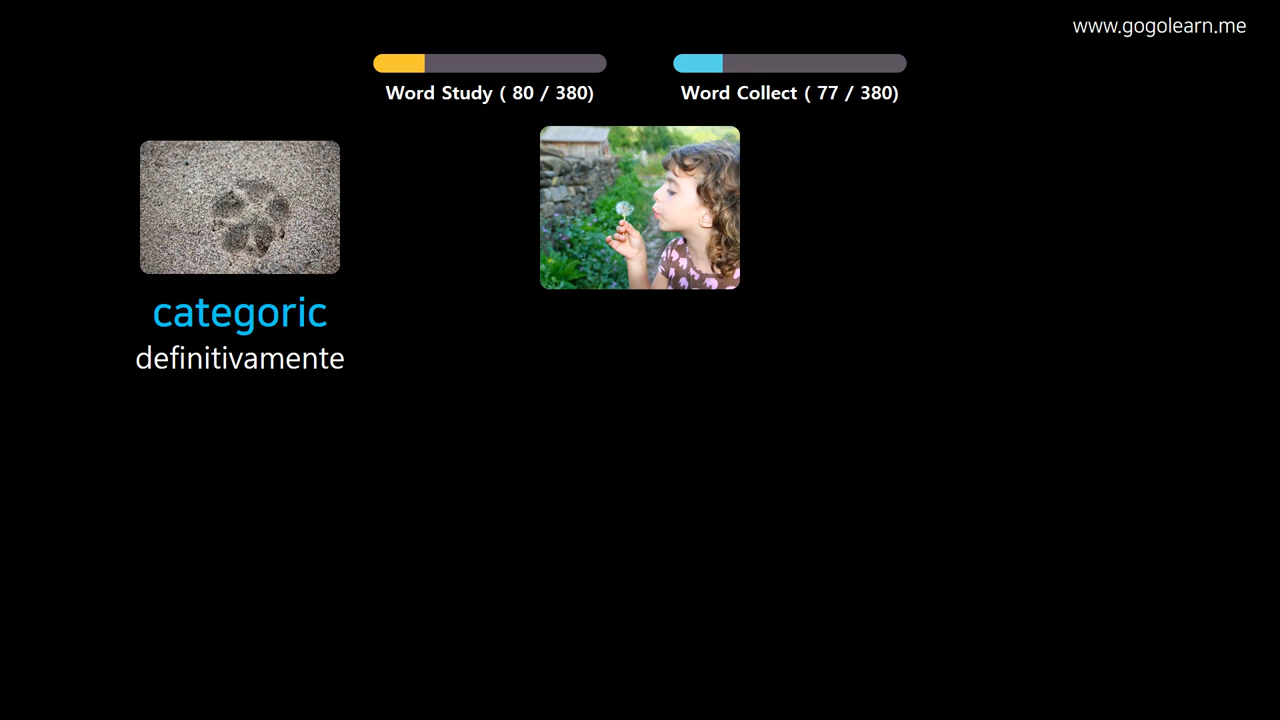 www.gogolearn.me
Word Study ( 80 / 380)
Word Collect ( 77 / 380)
categoric
definitivamente